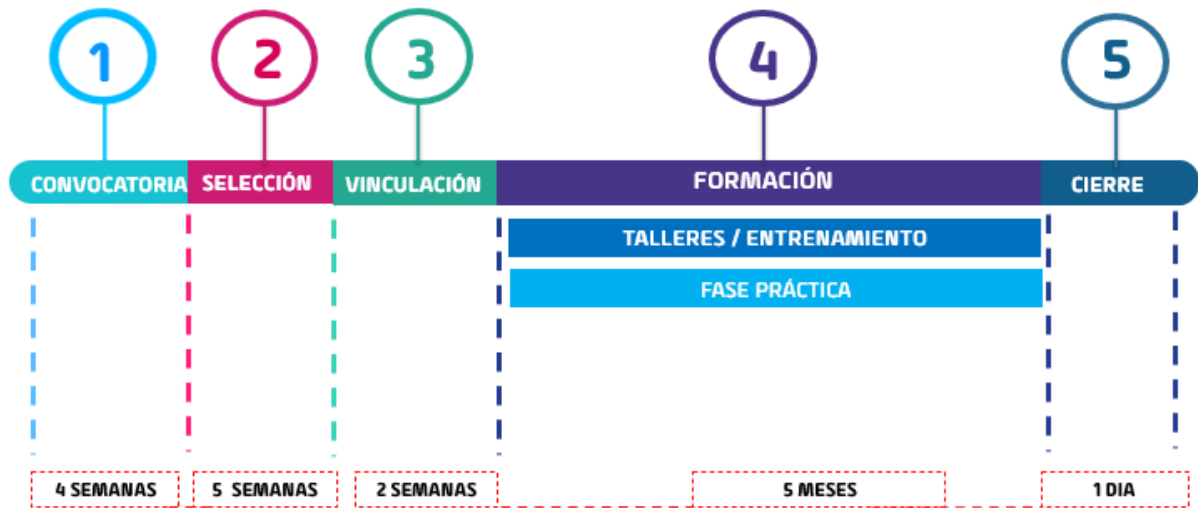 1
2
3
4
5
CONVOCATORIA
SELECCIÓN
VINCULACIÓN
FORMACIÓN
CIERRE
TALLERES / ENTRENAMIENTO
FASE PRÁCTICA
4 SEMANAS
5 SEMANAS
2 SEMANAS
5 MESES
1 DIA